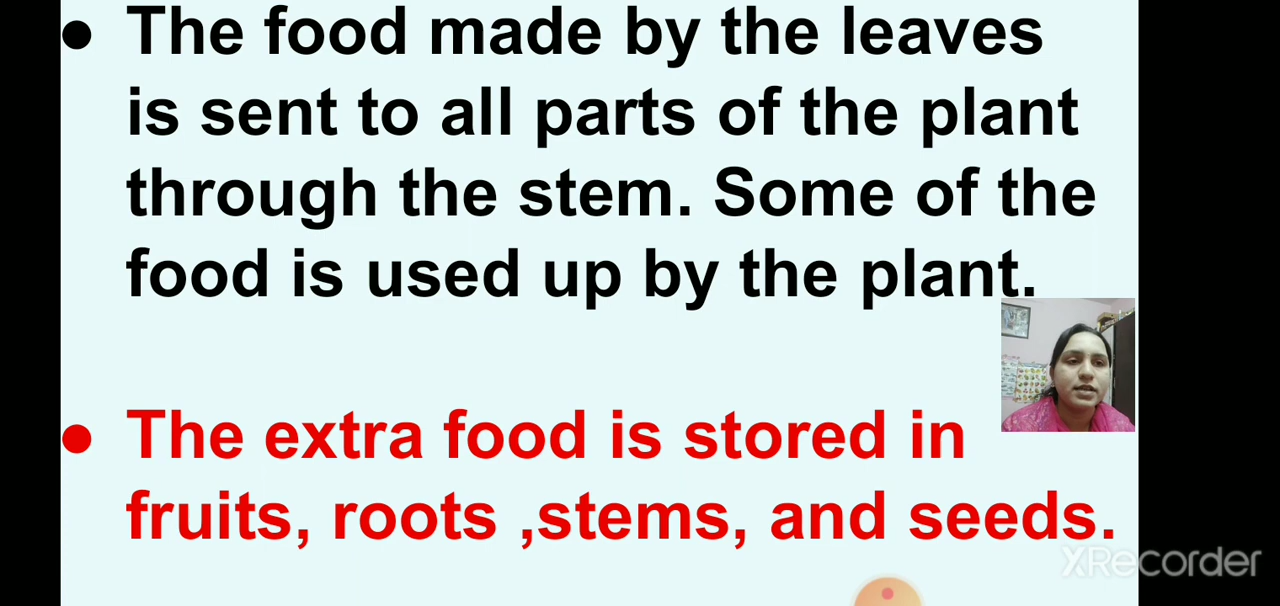 ● The food made by the leaves
is sent to all parts of the plant
through the stem. Some of the
food is used up by the plant.
● The extra food is stored in
fruits, roots ,stems, and seeds.
XRecorder